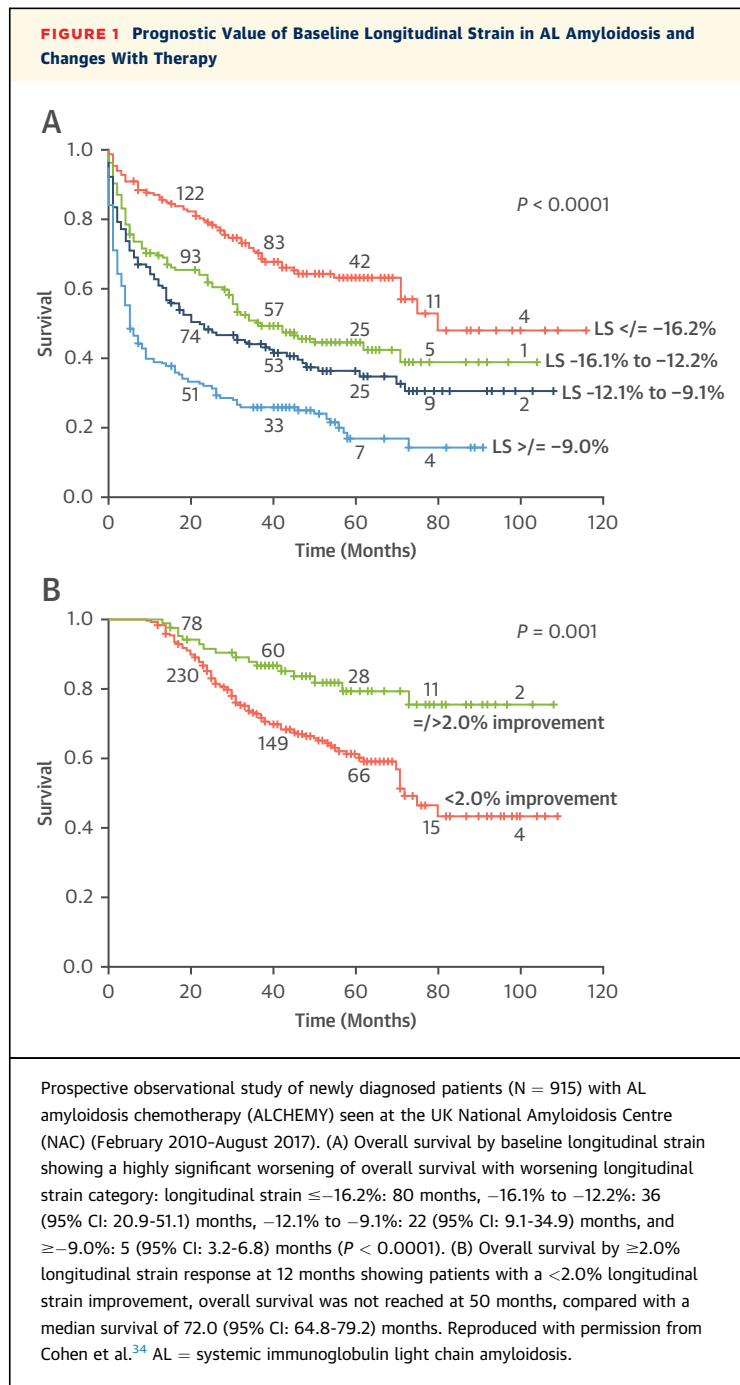 FIGURE 1 Prognostic Value of Baseline Longitudinal Strain in AL Amyloidosis and
Changes With Therapy
A
1.0
0.8
0.6
0.4
0.2
0.0
Survival
P < 0.0001
122
83
42
11
4
LS </= −16.2%
93
57
25
5
1
LS -16.1% to −12.2%
74
53
25
9
2
LS -12.1% to −9.1%
51
33
7
4
LS >/= −9.0%
0
20
40
60
80
100
120
Time (Months)
B
1.0
0.8
0.6
0.4
0.2
0.0
Survival
P = 0.001
78
60
28
11
2
=/>2.0% improvement
230
149
66
15
4
<2.0% improvement
0
20
40
60
80
100
120
Time (Months)
Prospective observational study of newly diagnosed patients (N = 915) with AL
amyloidosis chemotherapy (ALCHEMY) seen at the UK National Amyloidosis Centre
(NAC) (February 2010-August 2017). (A) Overall survival by baseline longitudinal strain
showing a highly significant worsening of overall survival with worsening longitudinal
strain category: longitudinal strain ≤−16.2%: 80 months, −16.1% to −12.2%: 36
(95% CI: 20.9-51.1) months, −12.1% to −9.1%: 22 (95% CI: 9.1-34.9) months, and
≥−9.0%: 5 (95% CI: 3.2-6.8) months (P < 0.0001). (B) Overall survival by ≥2.0%
longitudinal strain response at 12 months showing patients with a <2.0% longitudinal
strain improvement, overall survival was not reached at 50 months, compared with a
median survival of 72.0 (95% CI: 64.8-79.2) months. Reproduced with permission from
Cohen et al.34 AL = systemic immunoglobulin light chain amyloidosis.